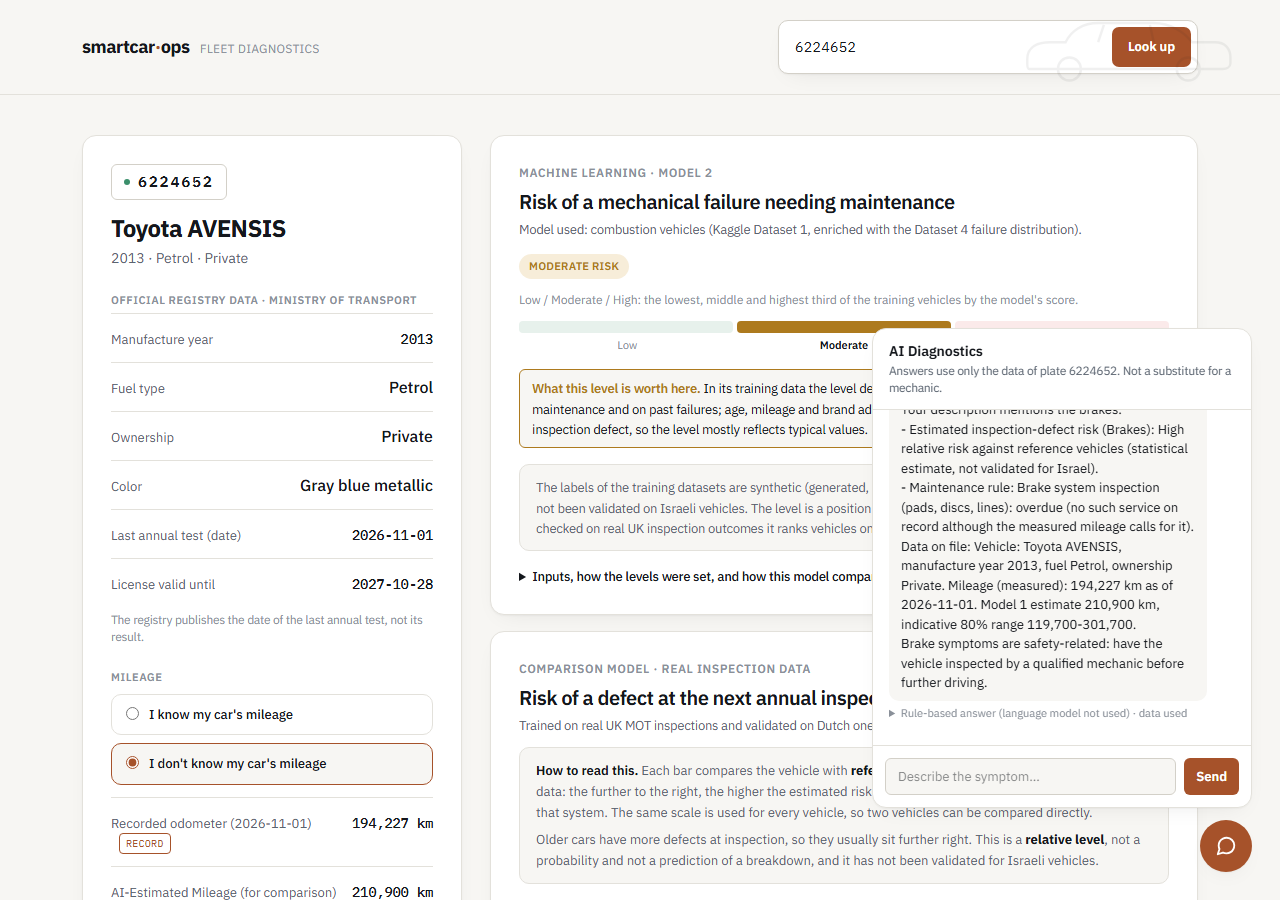 smartcar·ops FLEET DIAGNOSTICS
6224652
Look up
6224652
Toyota AVENSIS
2013 · Petrol · Private
OFFICIAL REGISTRY DATA · MINISTRY OF TRANSPORT
Manufacture year 2013
Fuel type Petrol
Ownership Private
Color Gray blue metallic
Last annual test (date) 2026-11-01
License valid until 2027-10-28
The registry publishes the date of the last annual test, not its
result.
MILEAGE
I know my car's mileage
I don't know my car's mileage
Recorded odometer (2026-11-01) 194,227 km
RECORD
AI-Estimated Mileage (for comparison) 210,900 km
MACHINE LEARNING · MODEL 2
Risk of a mechanical failure needing maintenance
Model used: combustion vehicles (Kaggle Dataset 1, enriched with the Dataset 4 failure distribution).
MODERATE RISK
Low / Moderate / High: the lowest, middle and highest third of the training vehicles by the model's score.
Low
Moderate
What this level is worth here. In its training data the level de
maintenance and on past failures; age, mileage and brand ad
inspection defect, so the level mostly reflects typical values.
The labels of the training datasets are synthetic (generated,
not been validated on Israeli vehicles. The level is a position
checked on real UK inspection outcomes it ranks vehicles on
Inputs, how the levels were set, and how this model compa
COMPARISON MODEL · REAL INSPECTION DATA
Risk of a defect at the next annual inspec
Trained on real UK MOT inspections and validated on Dutch one
How to read this. Each bar compares the vehicle with refe
data: the further to the right, the higher the estimated risk
that system. The same scale is used for every vehicle, so two vehicles can be compared directly.
Older cars have more defects at inspection, so they usually sit further right. This is a relative level, not a
probability and not a prediction of a breakdown, and it has not been validated for Israeli vehicles.
AI Diagnostics
Answers use only the data of plate 6224652. Not a substitute for a
mechanic.
Your description mentions the brakes.
- Estimated inspection-defect risk (Brakes): High
relative risk against reference vehicles (statistical
estimate, not validated for Israel).
- Maintenance rule: Brake system inspection
(pads, discs, lines): overdue (no such service on
record although the measured mileage calls for it).
Data on file: Vehicle: Toyota AVENSIS,
manufacture year 2013, fuel Petrol, ownership
Private. Mileage (measured): 194,227 km as of
2026-11-01. Model 1 estimate 210,900 km,
indicative 80% range 119,700-301,700.
Brake symptoms are safety-related: have the
vehicle inspected by a qualified mechanic before
further driving.
Rule-based answer (language model not used) · data used
Describe the symptom...
Send